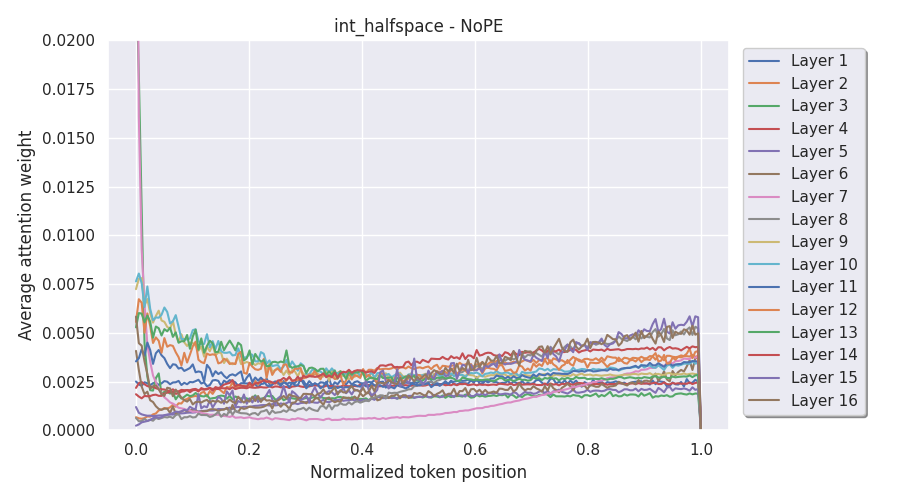 int_halfspace - NoPE
0.0200
0.0175
0.0150
0.0125
0.0100
0.0075
0.0050
0.0025
0.0000
Average attention weight
0.0 0.2 0.4 0.6 0.8 1.0
Normalized token position
Layer 1
Layer 2
Layer 3
Layer 4
Layer 5
Layer 6
Layer 7
Layer 8
Layer 9
Layer 10
Layer 11
Layer 12
Layer 13
Layer 14
Layer 15
Layer 16